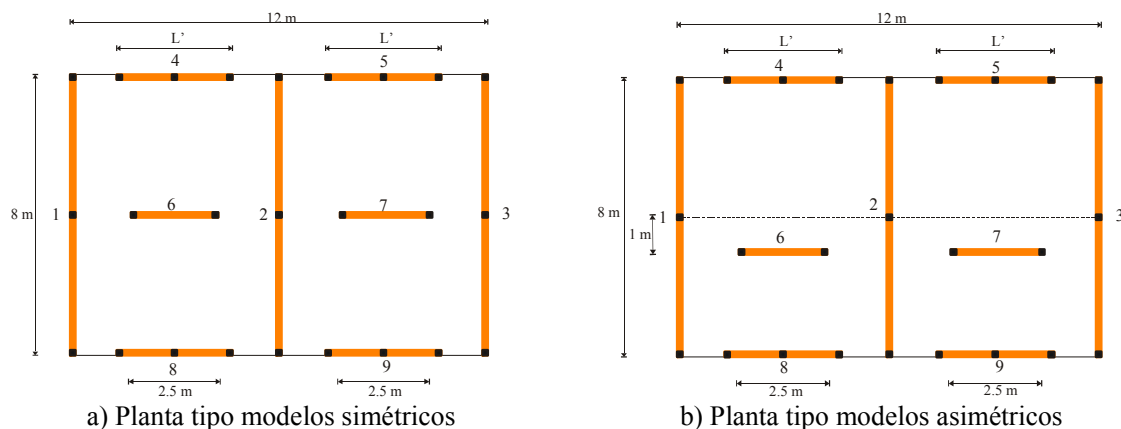 12 m
L’ L’
4 5
8 m
1 6 2 7 3
8 9
2.5 m 2.5 m
a) Planta tipo modelos simétricos
12 m
L’ L’
4 5
8 m
1 2 3
1 m
6 7
8 9
2.5 m 2.5 m
b) Planta tipo modelos asimétricos